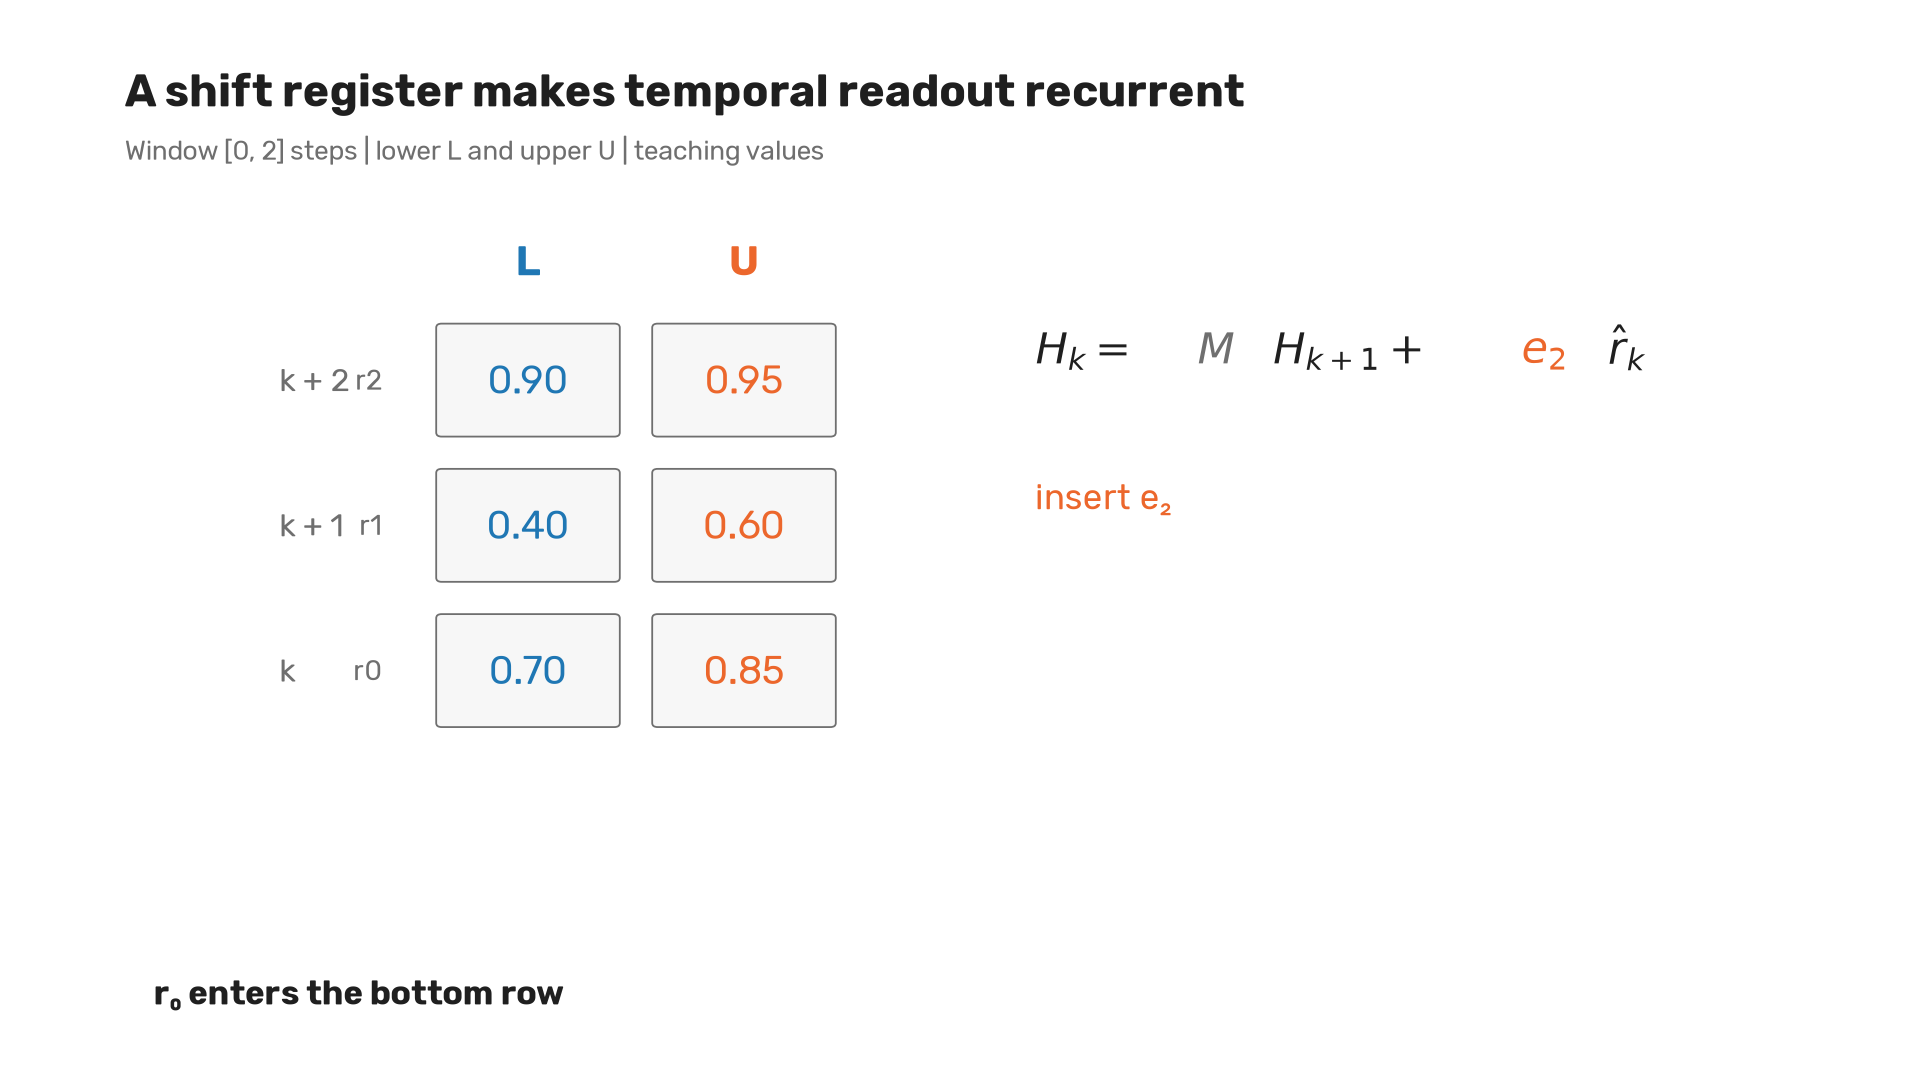 A shift register makes temporal readout recurrent
Window [0, 2] steps | lower L and upper U | teaching values
L U
k + 2 r2 0.90 0.95
k + 1 r1 0.40 0.60
k r0 0.70 0.85
H_k = M H_{k + 1} + e_2 r̂_k
insert e₂
r₀ enters the bottom row